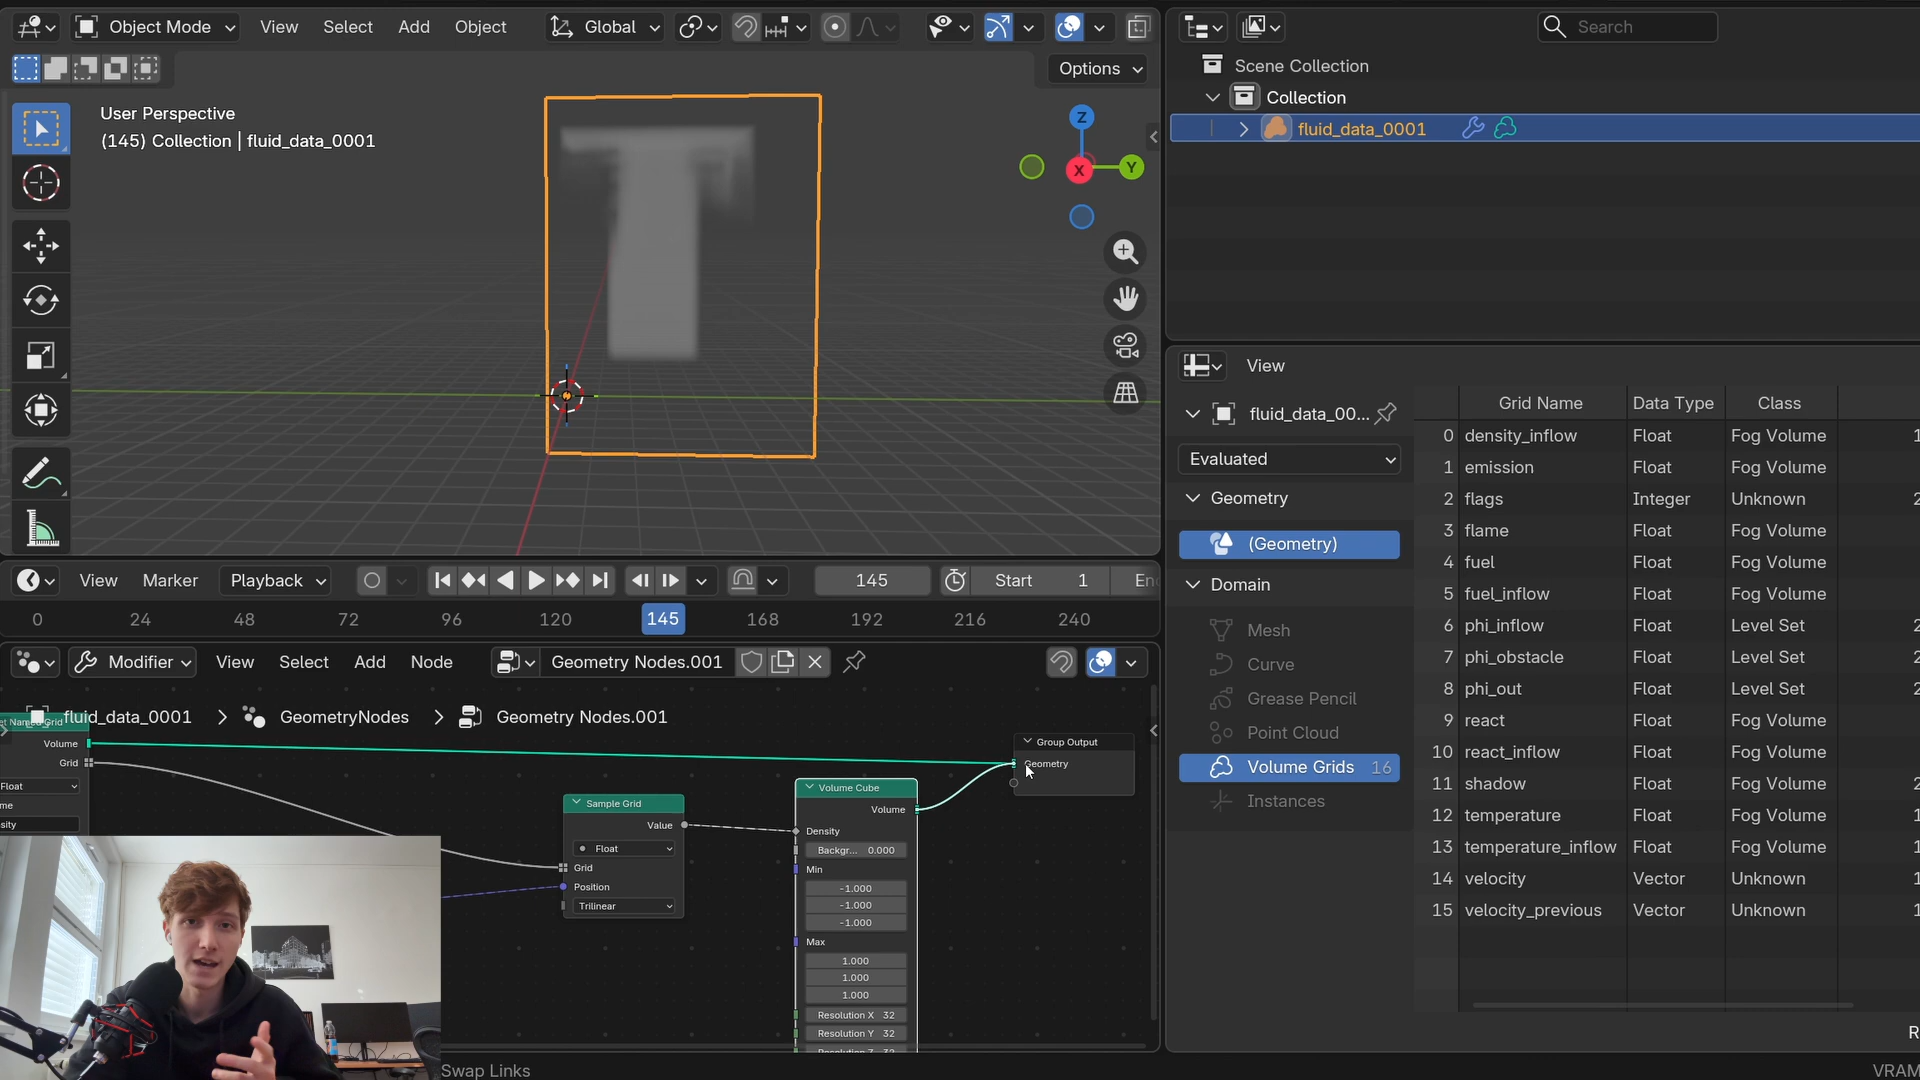 Object Mode
View
Select
Add
Object
Global
Options
User Perspective
(145) Collection | fluid_data_0001
Z
X
Y
Search
Scene Collection
Collection
fluid_data_0001
View
Marker
Playback
145
Start
1
0
24
48
72
96
120
145
168
192
216
240
Modifier
View
Select
Add
Node
Geometry Nodes.001
fluid_data_0001
GeometryNodes
Geometry Nodes.001
Volume
Grid
Float
Sample Grid
Value
Float
Grid
Position
Trilinear
Volume Cube
Volume
Density
Backgr... 0.000
Min
-1.000
-1.000
-1.000
Max
1.000
1.000
1.000
Resolution X 32
Resolution Y 32
Group Output
Geometry
Swap Links
View
fluid_data_00...
Evaluated
Geometry
(Geometry)
Domain
Mesh
Curve
Grease Pencil
Point Cloud
Volume Grids 16
Instances
Grid Name Data Type Class
0 density_inflow Float Fog Volume
1 emission Float Fog Volume
2 flags Integer Unknown
3 flame Float Fog Volume
4 fuel Float Fog Volume
5 fuel_inflow Float Fog Volume
6 phi_inflow Float Level Set
7 phi_obstacle Float Level Set
8 phi_out Float Level Set
9 react Float Fog Volume
10 react_inflow Float Fog Volume
11 shadow Float Fog Volume
12 temperature Float Fog Volume
13 temperature_inflow Float Fog Volume
14 velocity Vector Unknown
15 velocity_previous Vector Unknown
VRAM